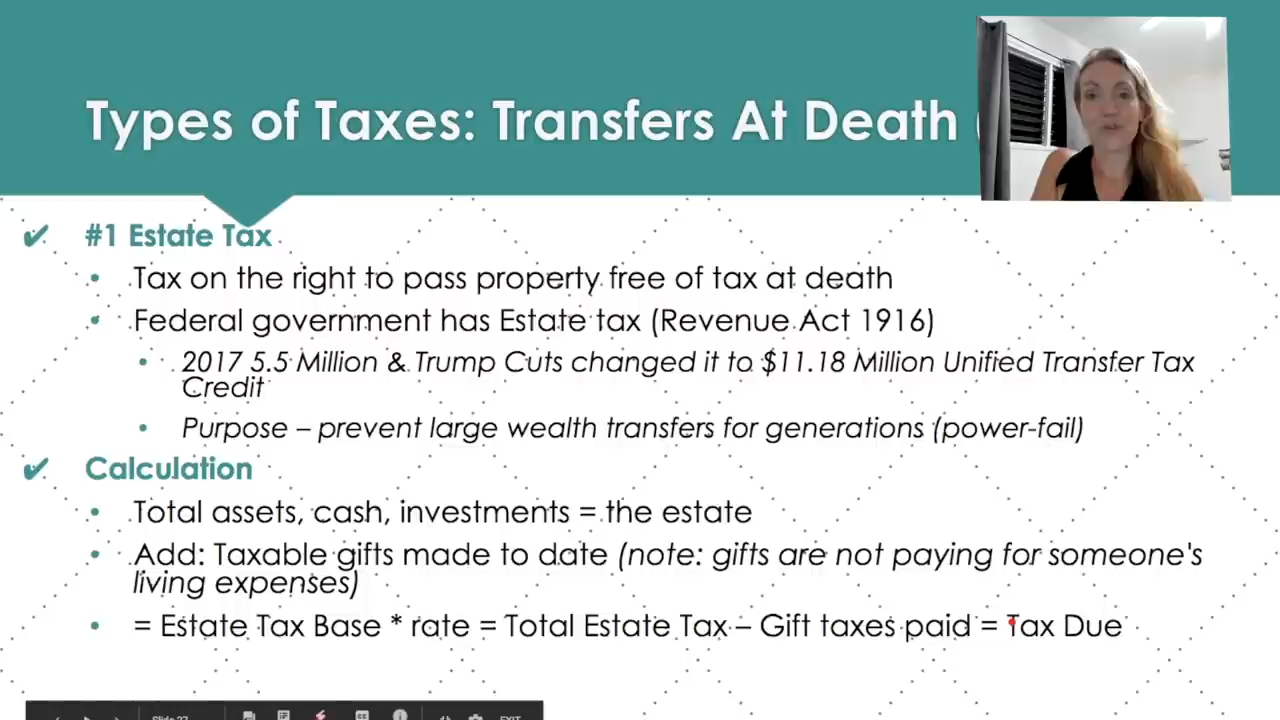 Types of Taxes: Transfers At Death (
✔ #1 Estate Tax
• Tax on the right to pass property free of tax at death
• Federal government has Estate tax (Revenue Act 1916)
• 2017 5.5 Million & Trump Cuts changed it to $11.18 Million Unified Transfer Tax
Credit
• Purpose – prevent large wealth transfers for generations (power-fail)
✔ Calculation
• Total assets, cash, investments = the estate
• Add: Taxable gifts made to date (note: gifts are not paying for someone's
living expenses)
• = Estate Tax Base * rate = Total Estate Tax – Gift taxes paid = Tax Due
Slide 27
EXIT